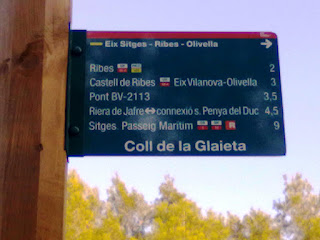 Eix Sitges - Ribes - Olivella
Ribes 2
Castell de Ribes Eix Vilanova-Olivella 3
Pont BV-2113 3,5
Riera de Jafre↔connexió s. Penya del Duc 4,5
Sitges. Passeig Marítim 9
Coll de la Glaieta